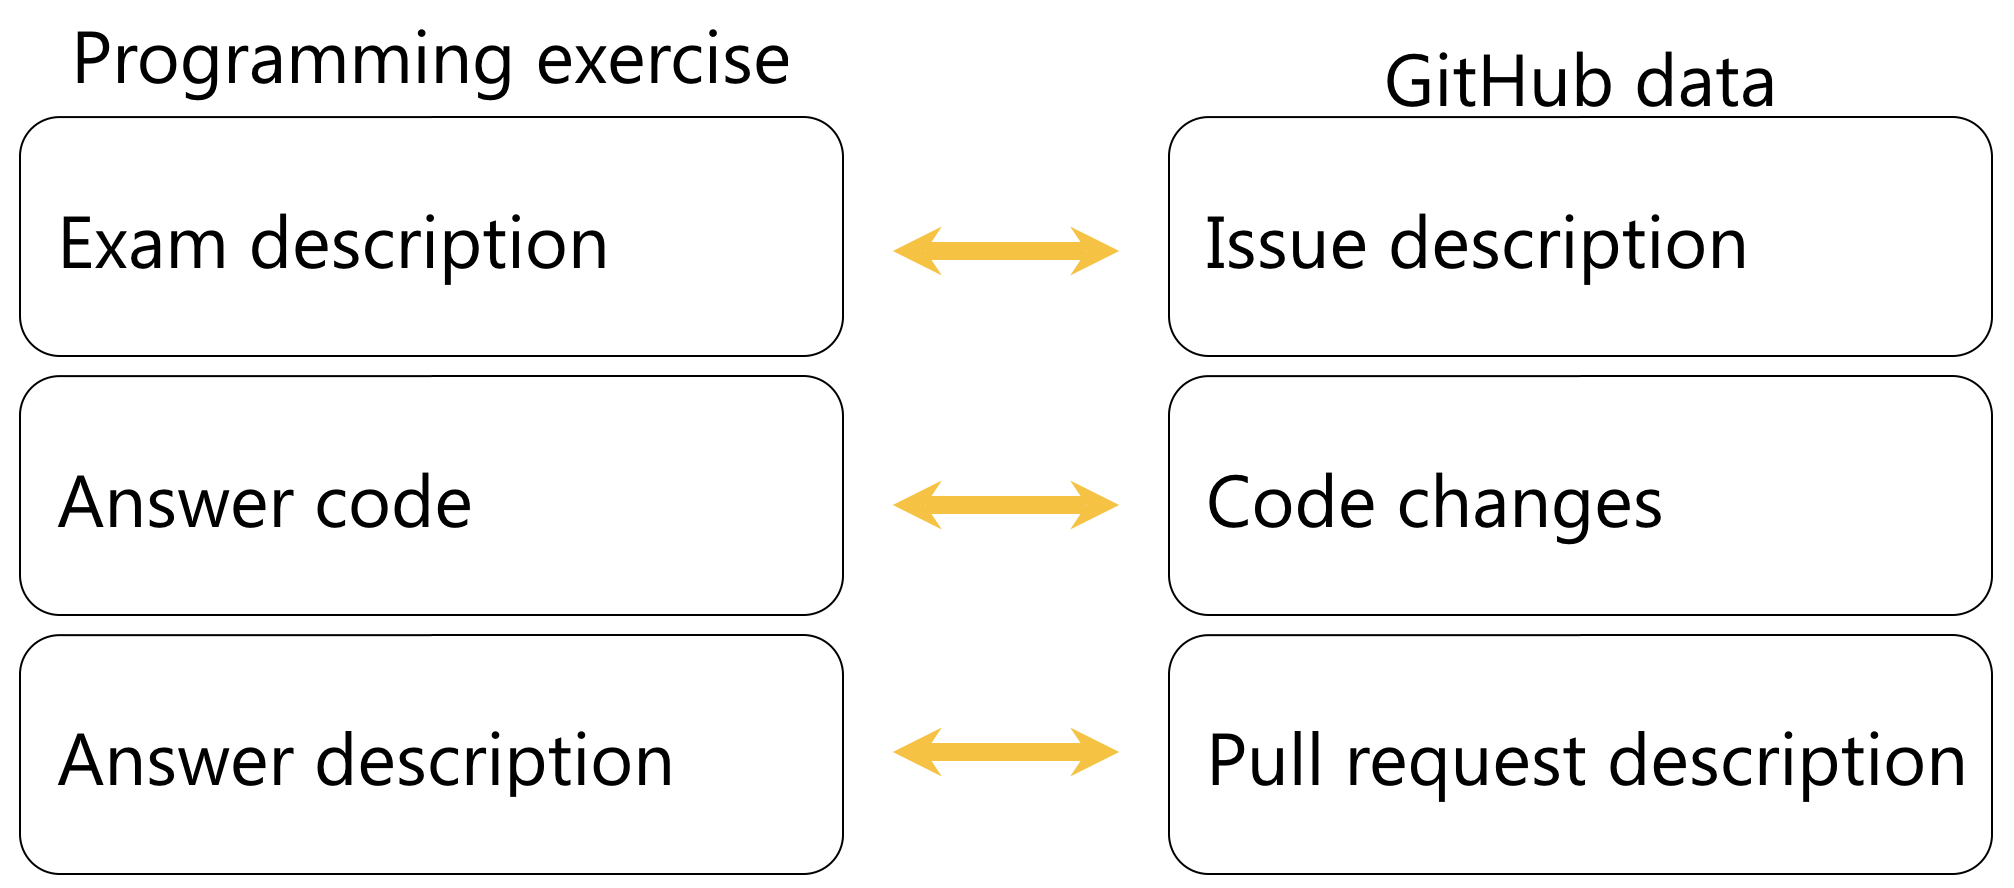 Programming exercise
GitHub data
Exam description
Issue description
Answer code
Code changes
Answer description
Pull request description